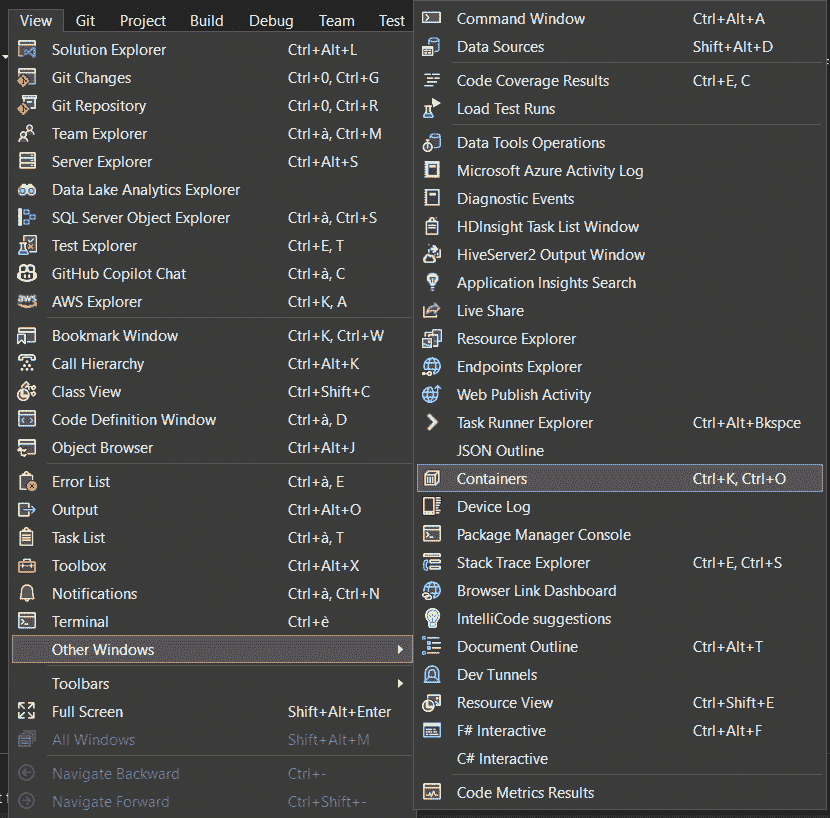 View Git Project Build Debug Team Test
Solution Explorer Ctrl+Alt+L
Git Changes Ctrl+0, Ctrl+G
Git Repository Ctrl+0, Ctrl+R
Team Explorer Ctrl+à, Ctrl+M
Server Explorer Ctrl+Alt+S
Data Lake Analytics Explorer
SQL Server Object Explorer Ctrl+à, Ctrl+S
Test Explorer Ctrl+E, T
GitHub Copilot Chat Ctrl+à, C
AWS Explorer Ctrl+K, A
Bookmark Window Ctrl+K, Ctrl+W
Call Hierarchy Ctrl+Alt+K
Class View Ctrl+Shift+C
Code Definition Window Ctrl+à, D
Object Browser Ctrl+Alt+J
Error List Ctrl+à, E
Output Ctrl+Alt+O
Task List Ctrl+à, T
Toolbox Ctrl+Alt+X
Notifications Ctrl+à, Ctrl+N
Terminal Ctrl+è
Other Windows
Toolbars
Full Screen Shift+Alt+Enter
All Windows Shift+Alt+M
Navigate Backward Ctrl+-
Navigate Forward Ctrl+Shift+-
Command Window Ctrl+Alt+A
Data Sources Shift+Alt+D
Code Coverage Results Ctrl+E, C
Load Test Runs
Data Tools Operations
Microsoft Azure Activity Log
Diagnostic Events
HDInsight Task List Window
HiveServer2 Output Window
Application Insights Search
Live Share
Resource Explorer
Endpoints Explorer
Web Publish Activity
Task Runner Explorer Ctrl+Alt+Bkspce
JSON Outline
Containers Ctrl+K, Ctrl+O
Device Log
Package Manager Console
Stack Trace Explorer Ctrl+E, Ctrl+S
Browser Link Dashboard
IntelliCode suggestions
Document Outline Ctrl+Alt+T
Dev Tunnels
Resource View Ctrl+Shift+E
F# Interactive Ctrl+Alt+F
C# Interactive
Code Metrics Results